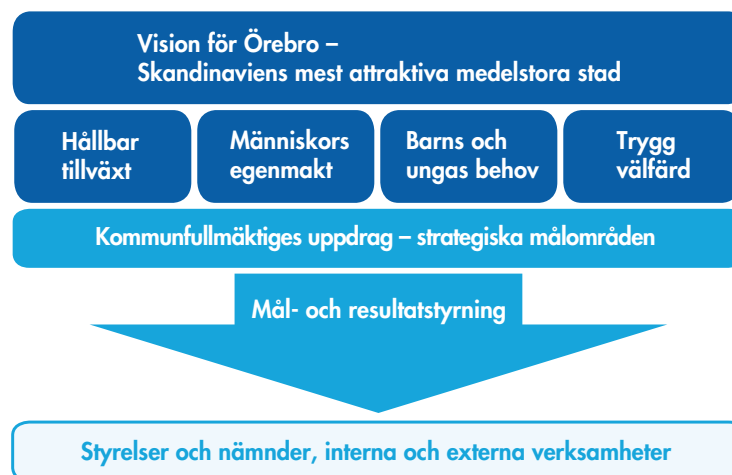 Vision för Örebro –
Skandinaviens mest attraktiva medelstora stad
Hållbar
tillväxt
Människors
egenmakt
Barns och
ungas behov
Trygg
välfärd
Kommunfullmäktiges uppdrag – strategiska målområden
Mål- och resultatstyrning
Styrelser och nämnder, interna och externa verksamheter